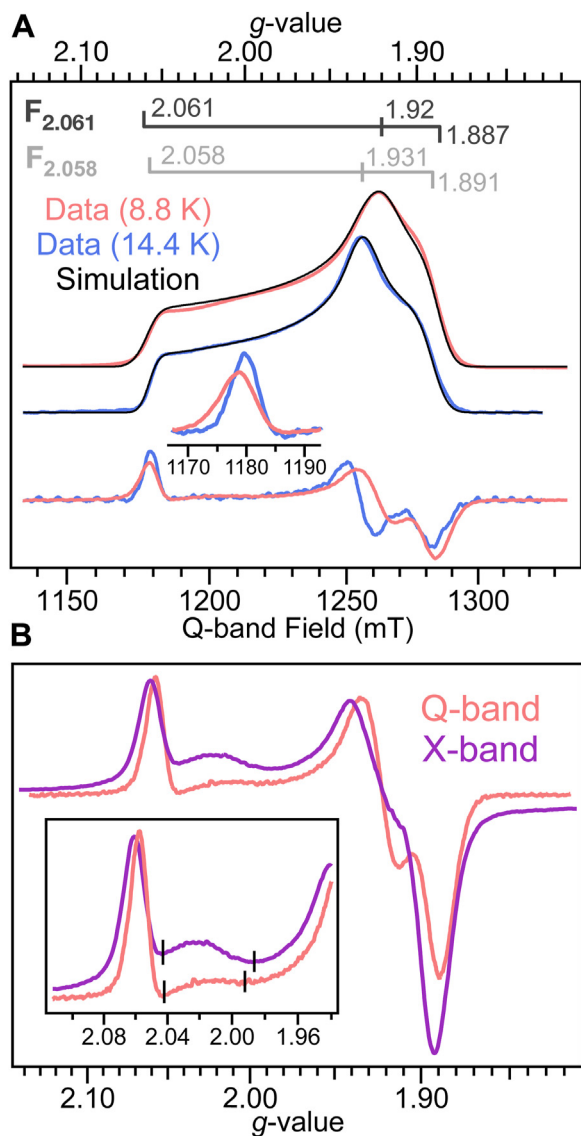 A
g-value
2.10 2.00 1.90
F2.061 2.061 1.92 1.887
F2.058 2.058 1.931 1.891
Data (8.8 K)
Data (14.4 K)
Simulation
1170 1180 1190
1150 1200 1250 1300
Q-band Field (mT)
B
Q-band
X-band
2.08 2.04 2.00 1.96
2.10 2.00 1.90
g-value